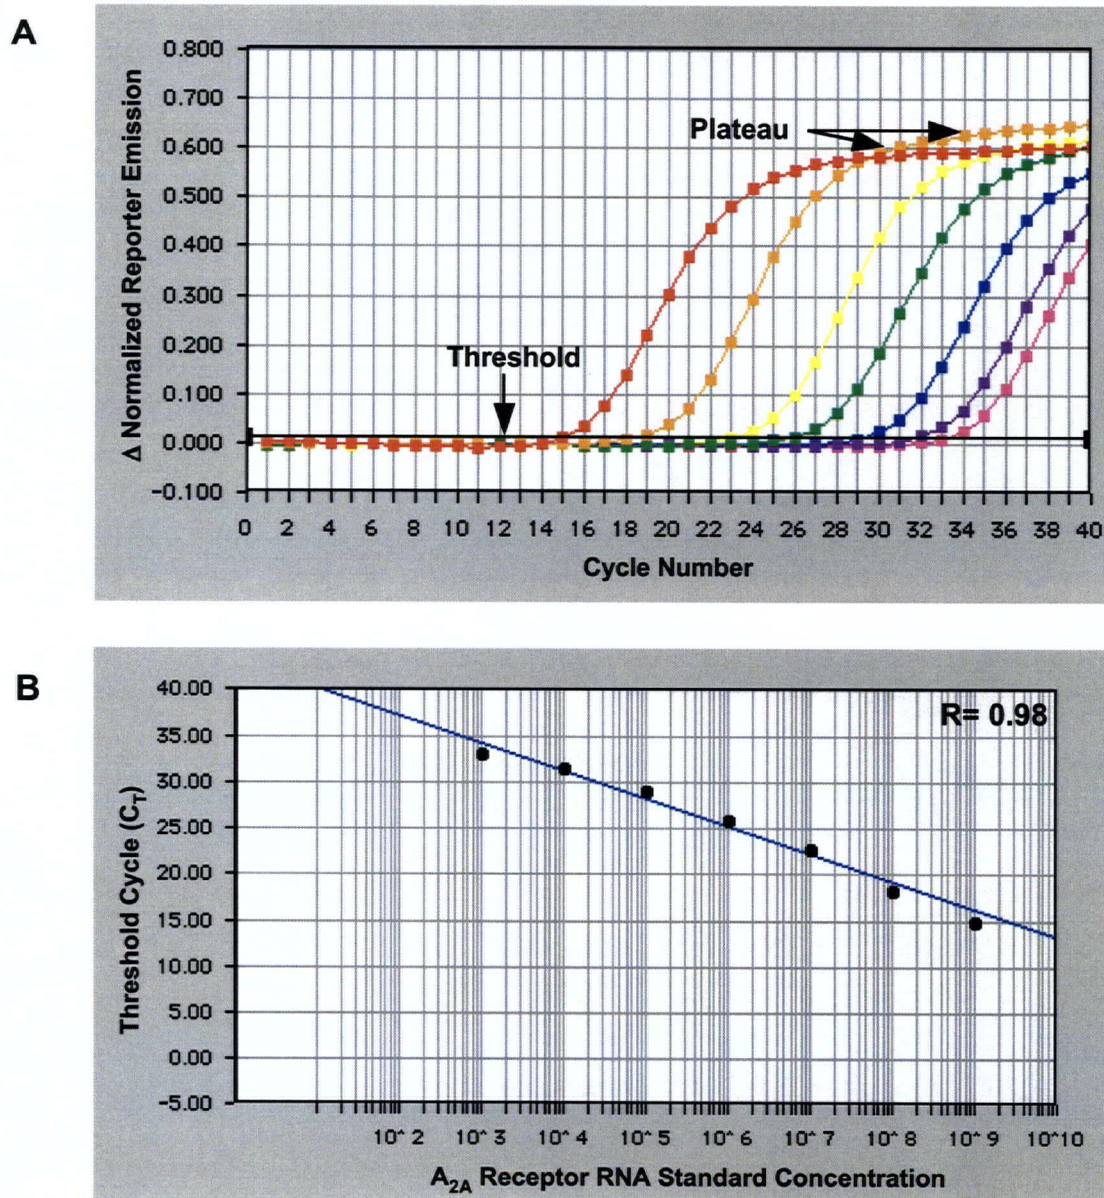 A
0.800
0.700
0.600
0.500
0.400
0.300
0.200
0.100
0.000
−0.100
Δ Normalized Reporter Emission
Plateau
Threshold
0 2 4 6 8 10 12 14 16 18 20 22 24 26 28 30 32 34 36 38 40
Cycle Number
B
40.00
35.00
30.00
25.00
20.00
15.00
10.00
5.00
0.00
-5.00
Threshold Cycle (CT)
R= 0.98
10^2 10^3 10^4 10^5 10^6 10^7 10^8 10^9 10^10
A2A Receptor RNA Standard Concentration